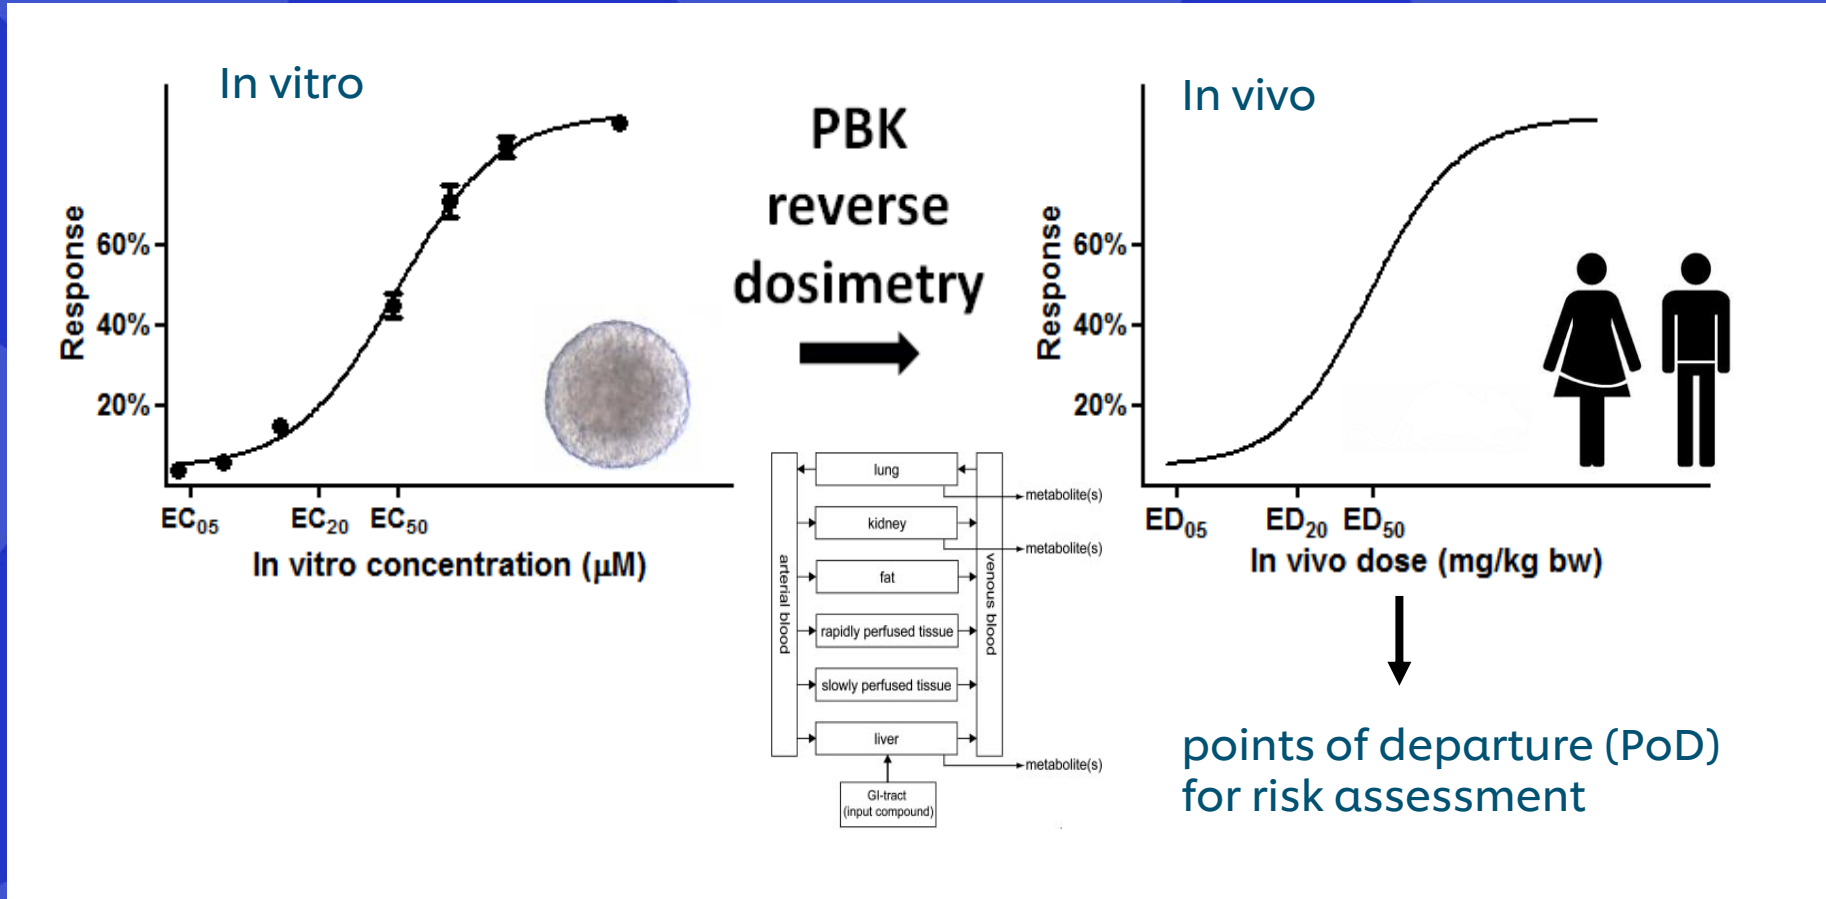 In vitro
Response
60%
40%
20%
EC05
EC20
EC50
In vitro concentration (μM)
PBK
reverse
dosimetry
arterial blood
venous blood
lung
metabolite(s)
kidney
metabolite(s)
fat
rapidly perfused tissue
slowly perfused tissue
liver
metabolite(s)
GI-tract
(input compound)
In vivo
Response
60%
40%
20%
ED05
ED20
ED50
In vivo dose (mg/kg bw)
points of departure (PoD)
for risk assessment